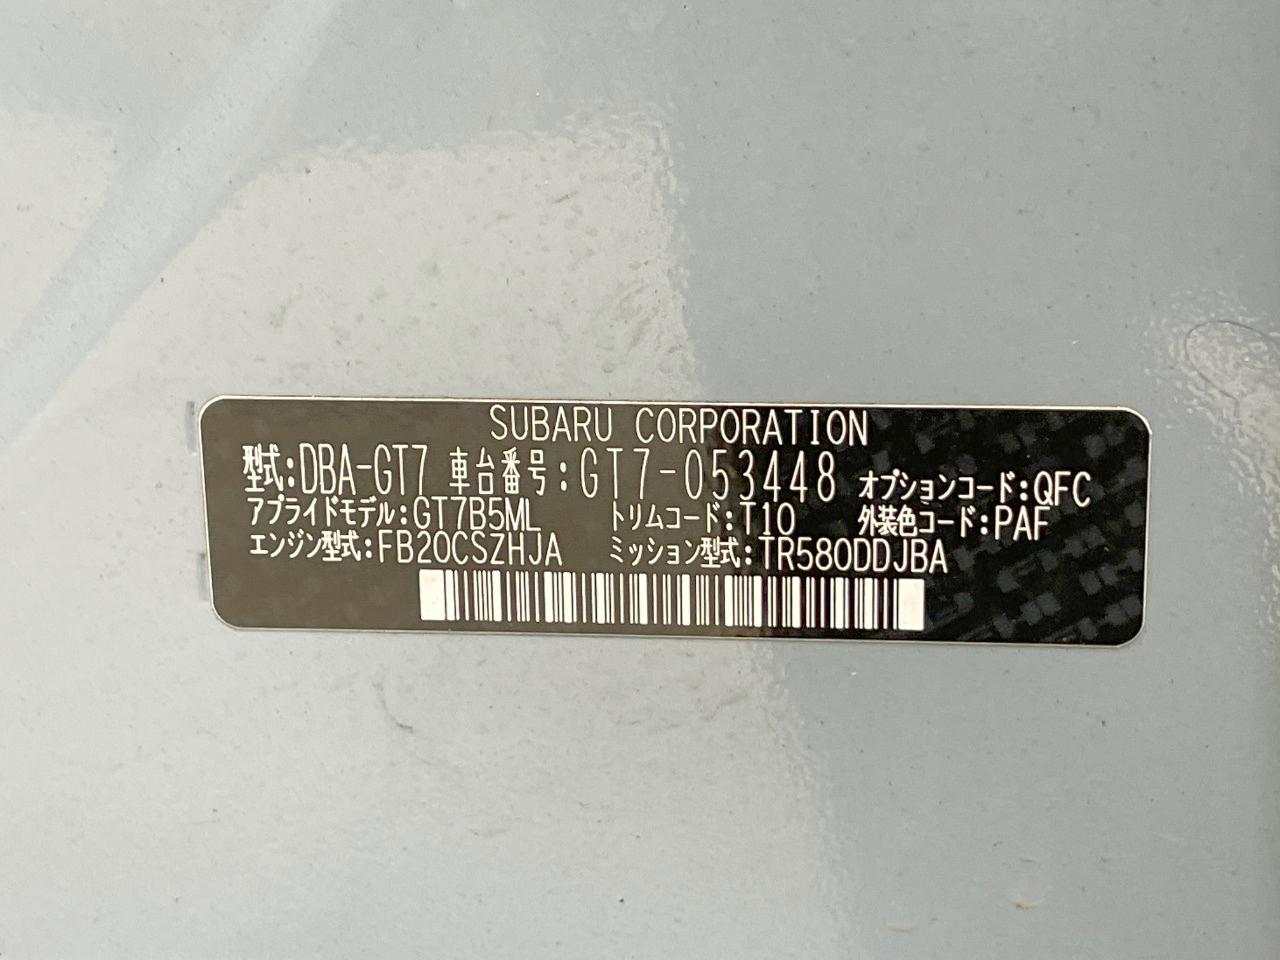 SUBARU CORPORATION
型式:DBA-GT7 車台番号:GT7-053448 オプションコード:QFC
アプライドモデル:GT7B5ML トリムコード:T10 外装色コード:PAF
エンジン型式:FB20CSZHJA ミッション型式:TR580DDJBA